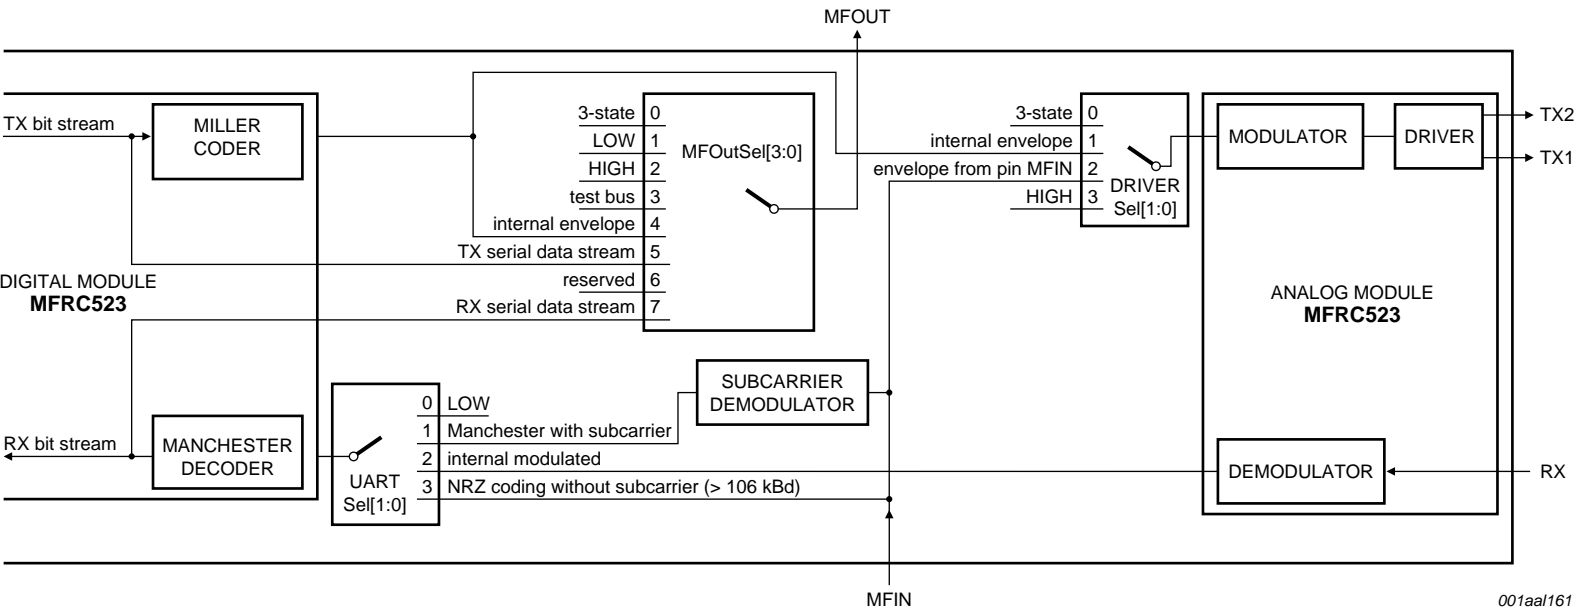 MFOUT
TX bit stream
MILLER
CODER
3-state 0
LOW 1
HIGH 2
test bus 3
internal envelope 4
TX serial data stream 5
reserved 6
RX serial data stream 7
MFOutSel[3:0]
3-state 0
internal envelope 1
envelope from pin MFIN 2
HIGH 3
DRIVER
Sel[1:0]
MODULATOR
DRIVER
TX2
TX1
DIGITAL MODULE
MFRC523
ANALOG MODULE
MFRC523
SUBCARRIER
DEMODULATOR
RX bit stream
MANCHESTER
DECODER
UART
Sel[1:0]
0 LOW
1 Manchester with subcarrier
2 internal modulated
3 NRZ coding without subcarrier (> 106 kBd)
DEMODULATOR
RX
MFIN
001aal161